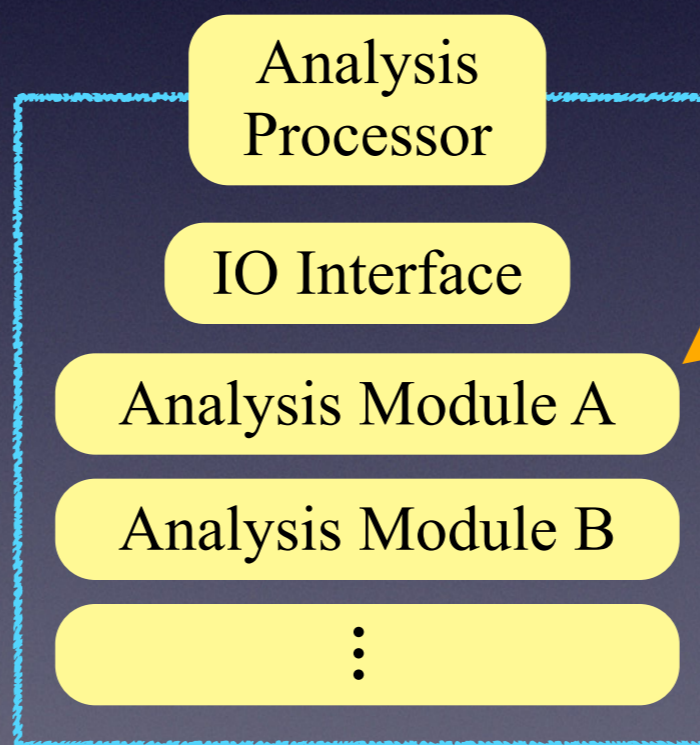 Analysis
Processor
IO Interface
Analysis Module A
Analysis Module B
⋮